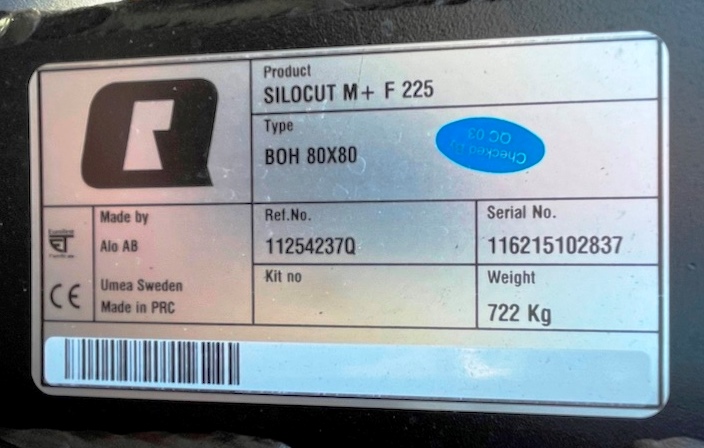 Product
SILOCUT M+ F 225
Type
BOH 80X80
Checked by
QC 03
Made by
Alo AB
Umea Sweden
Made in PRC
Ref.No.
11254237Q
Serial No.
116215102837
Kit no
Weight
722 Kg
CE